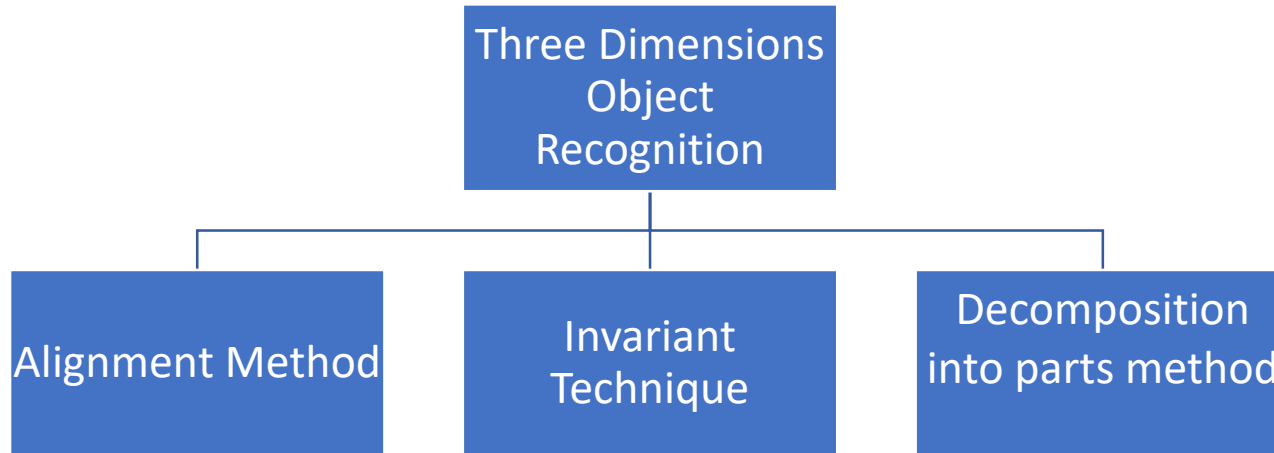 Three Dimensions
Object
Recognition
Alignment Method
Invariant
Technique
Decomposition
into parts method